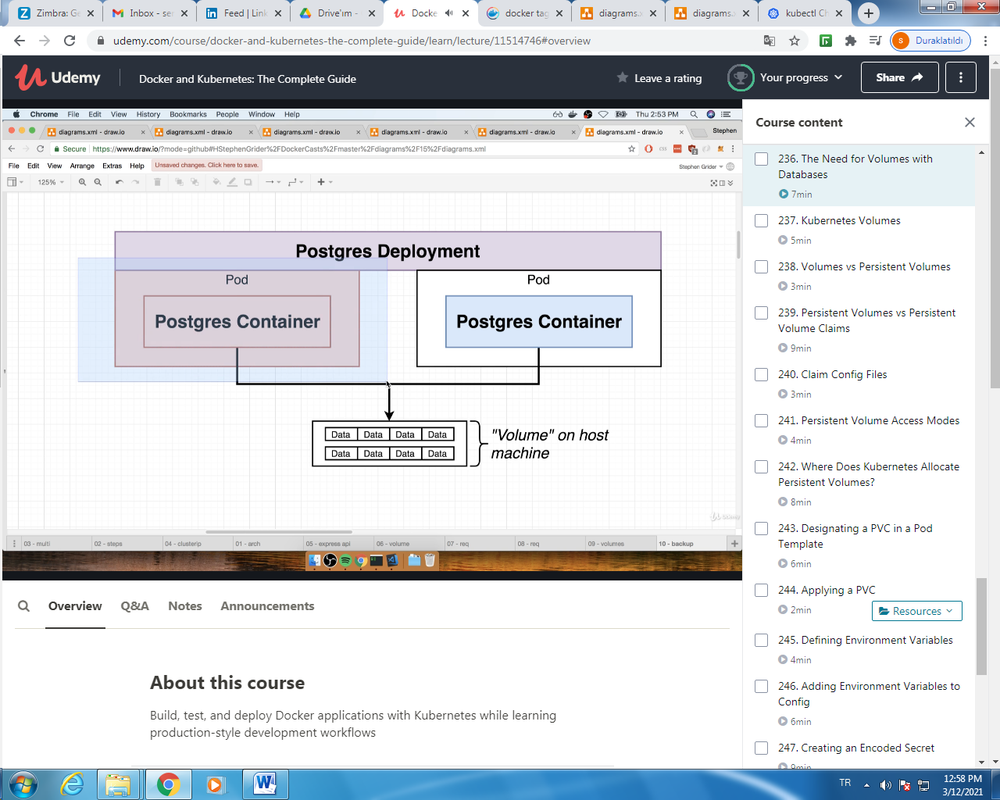 Zimbra: Ge
Inbox - ser
Feed | Link
Drive'ım -
Docke
docker tag
diagrams.x
diagrams.x
kubectl Ch
udemy.com/course/docker-and-kubernetes-the-complete-guide/learn/lecture/11514746#overview
s
Duraklatıldı
Udemy
Docker and Kubernetes: The Complete Guide
Leave a rating
Your progress
Share
Chrome File Edit View History Bookmarks People Window Help
Thu 2:53 PM
diagrams.xml - draw.io
diagrams.xml - draw.io
diagrams.xml - draw.io
diagrams.xml - draw.io
diagrams.xml - draw.io
diagrams.xml - draw.io
Stephen
Secure https://www.draw.io/?mode=github#HStephenGrider%2FDockerCasts%2Fmaster%2Fdiagrams%2F15%2Fdiagrams.xml
File Edit View Arrange Extras Help
Unsaved changes. Click here to save.
Stephen Grider
125%
Postgres Deployment
Pod
Postgres Container
Pod
Postgres Container
Data Data Data Data
Data Data Data Data
"Volume" on host
machine
Udemy
03 - multi
02 - steps
04 - clusterip
01 - arch
05 - express api
06 - volume
07 - req
08 - req
09 - volumes
10 - backup
Overview
Q&A
Notes
Announcements
About this course
Build, test, and deploy Docker applications with Kubernetes while learning
production-style development workflows
Course content
236. The Need for Volumes with
Databases
7min
237. Kubernetes Volumes
5min
238. Volumes vs Persistent Volumes
3min
239. Persistent Volumes vs Persistent
Volume Claims
9min
240. Claim Config Files
3min
241. Persistent Volume Access Modes
4min
242. Where Does Kubernetes Allocate
Persistent Volumes?
8min
243. Designating a PVC in a Pod
Template
6min
244. Applying a PVC
2min
Resources
245. Defining Environment Variables
4min
246. Adding Environment Variables to
Config
6min
247. Creating an Encoded Secret
9min
TR
12:58 PM
3/12/2021